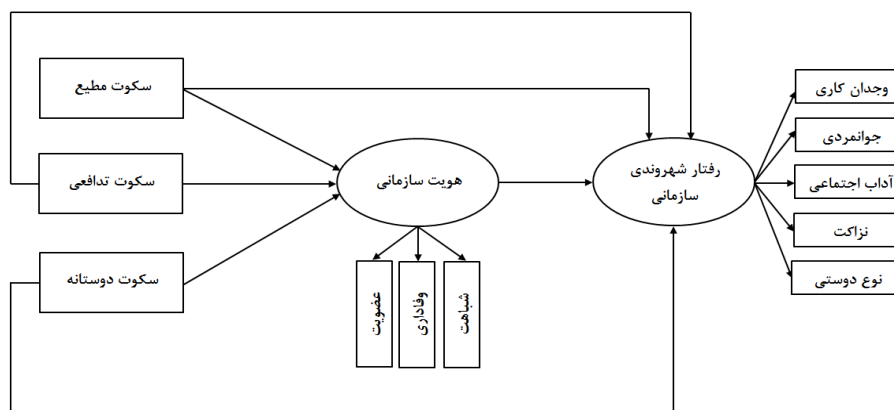 سکوت مطیع
سکوت تدافعی
سکوت دوستانه
هویت سازمانی
عضویت
وفاداری
شباهت
رفتار شهروندی
سازمانی
وجدان کاری
جوانمردی
آداب اجتماعی
نزاکت
نوع دوستی